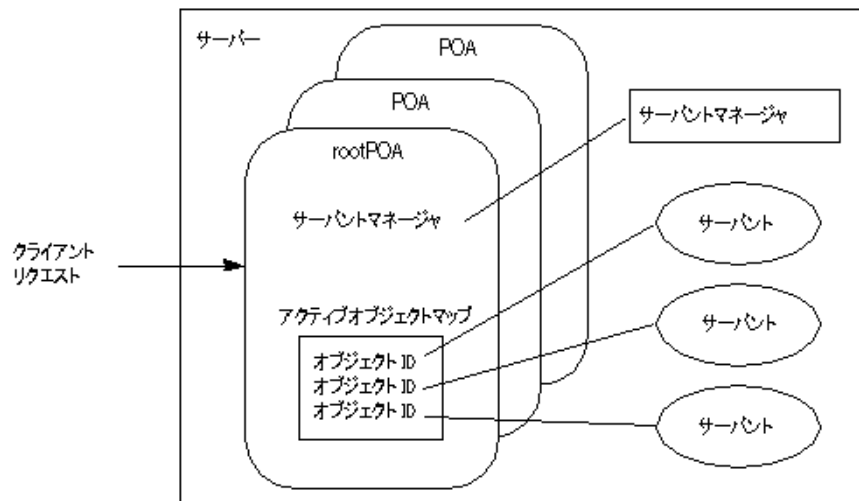 サーバー
POA
POA
rootPOA
サーバントマネージャ
サーバントマネージャ
サーバント
クライアント
リクエスト
アクティブオブジェクトマップ
オブジェクトID
オブジェクトID
オブジェクトID
サーバント
サーバント